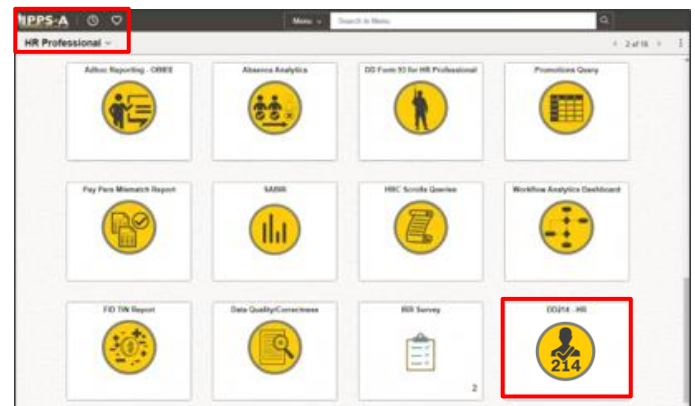 IPPS-A
Menu
Search in Menu
HR Professional
2 of 16
Adhoc Reporting - OBIEE
Absence Analytics
DD Form 93 for HR Professional
Promotions Query
Pay Pers Mismatch Report
SABIR
HRC Scrolls Queries
Workflow Analytics Dashboard
FID TIN Report
Data Quality/Correctness
IRR Survey
2
DD214 - HR
214